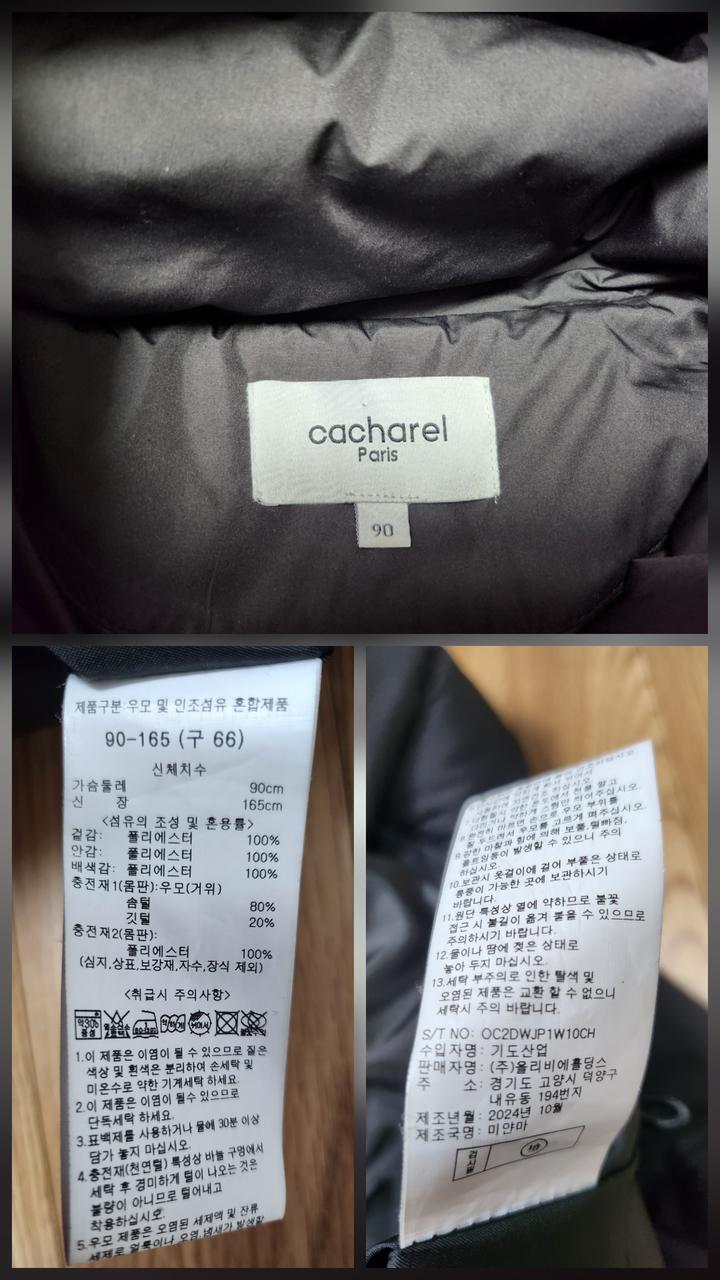 cacharel
Paris
90
제품구분:우모 및 인조섬유 혼합제품
90-165 (구 66)
신체치수
가슴둘레 90cm
신 장 165cm
<섬유의 조성 및 혼용률>
겉감: 폴리에스터 100%
안감: 폴리에스터 100%
배색감: 폴리에스터 100%
충전재1(몸판):우모(거위)
솜털 80%
깃털 20%
충전재2(몸판):
폴리에스터 100%
(심지,상표,보강재,자수,장식 제외)
<취급시 주의사항>
1.이 제품은 이염이 될 수 있으므로 짙은
색상과 흰색은 분리하여 손세탁 및
미온수로 약한 기계세탁 하세요.
2.이 제품은 이염이 될 수 있으므로
단독세탁 하세요.
3.표백제를 사용하거나 물에 30분 이상
담가 놓지 마십시오.
4.충전재(천연털) 특성상 바늘 구멍에서
세탁 후 경미하게 털이 나오는 것은
불량이 아니므로 털어내고
착용하십시오.
5.우모 제품은 오염된 세제액 및 잔류
세제로 얼룩이나 오염,냄새가 발생할
하십시오.
10.보관시 옷걸이에 걸어 부풀은 상태로
통풍이 가능한 곳에 보관하시기
바랍니다.
11.원단 특성상 열에 약하므로 불꽃
접근 시 불길이 옮겨 붙을 수 있으므로
주의하시기 바랍니다.
12.물이나 땀에 젖은 상태로
놓아 두지 마십시오.
13.세탁 부주의로 인한 탈색 및
오염된 제품은 교환 할 수 없으니
세탁시 주의 바랍니다.
S/T NO: OC2DWJP1W10CH
수입자명: 기도산업
판매자명: (주)올리비에홀딩스
주 소: 경기도 고양시 덕양구
내유동 194번지
제조년월: 2024년 10월
제조국명: 미얀마
검사필